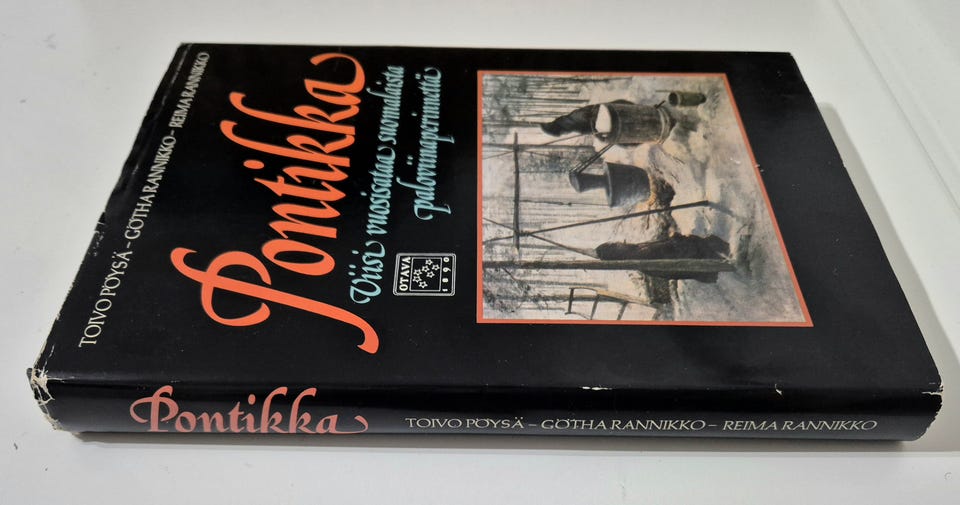 TOIVO PÖYSÄ – GÖTHA RANNIKKO – REIMA RANNIKKO
Pontikka
Viisi vuosisataa suomalaista
paloviinaperinnettä
OTAVA
1890
Pontikka
TOIVO PÖYSÄ – GÖTHA RANNIKKO – REIMA RANNIKKO